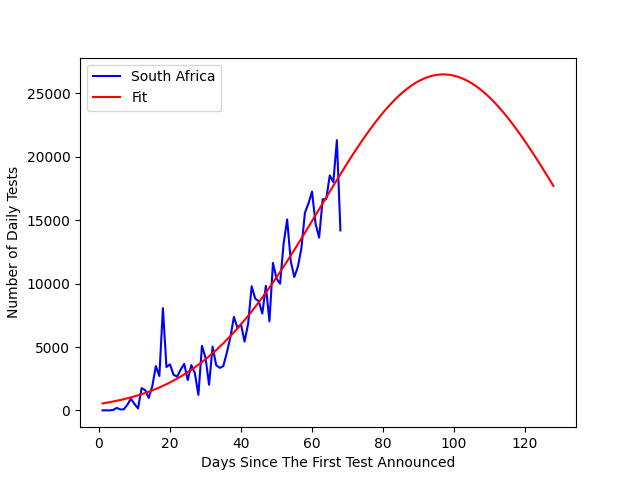 South Africa
Fit
25000
20000
15000
10000
5000
0
Number of Daily Tests
0 20 40 60 80 100 120
Days Since The First Test Announced